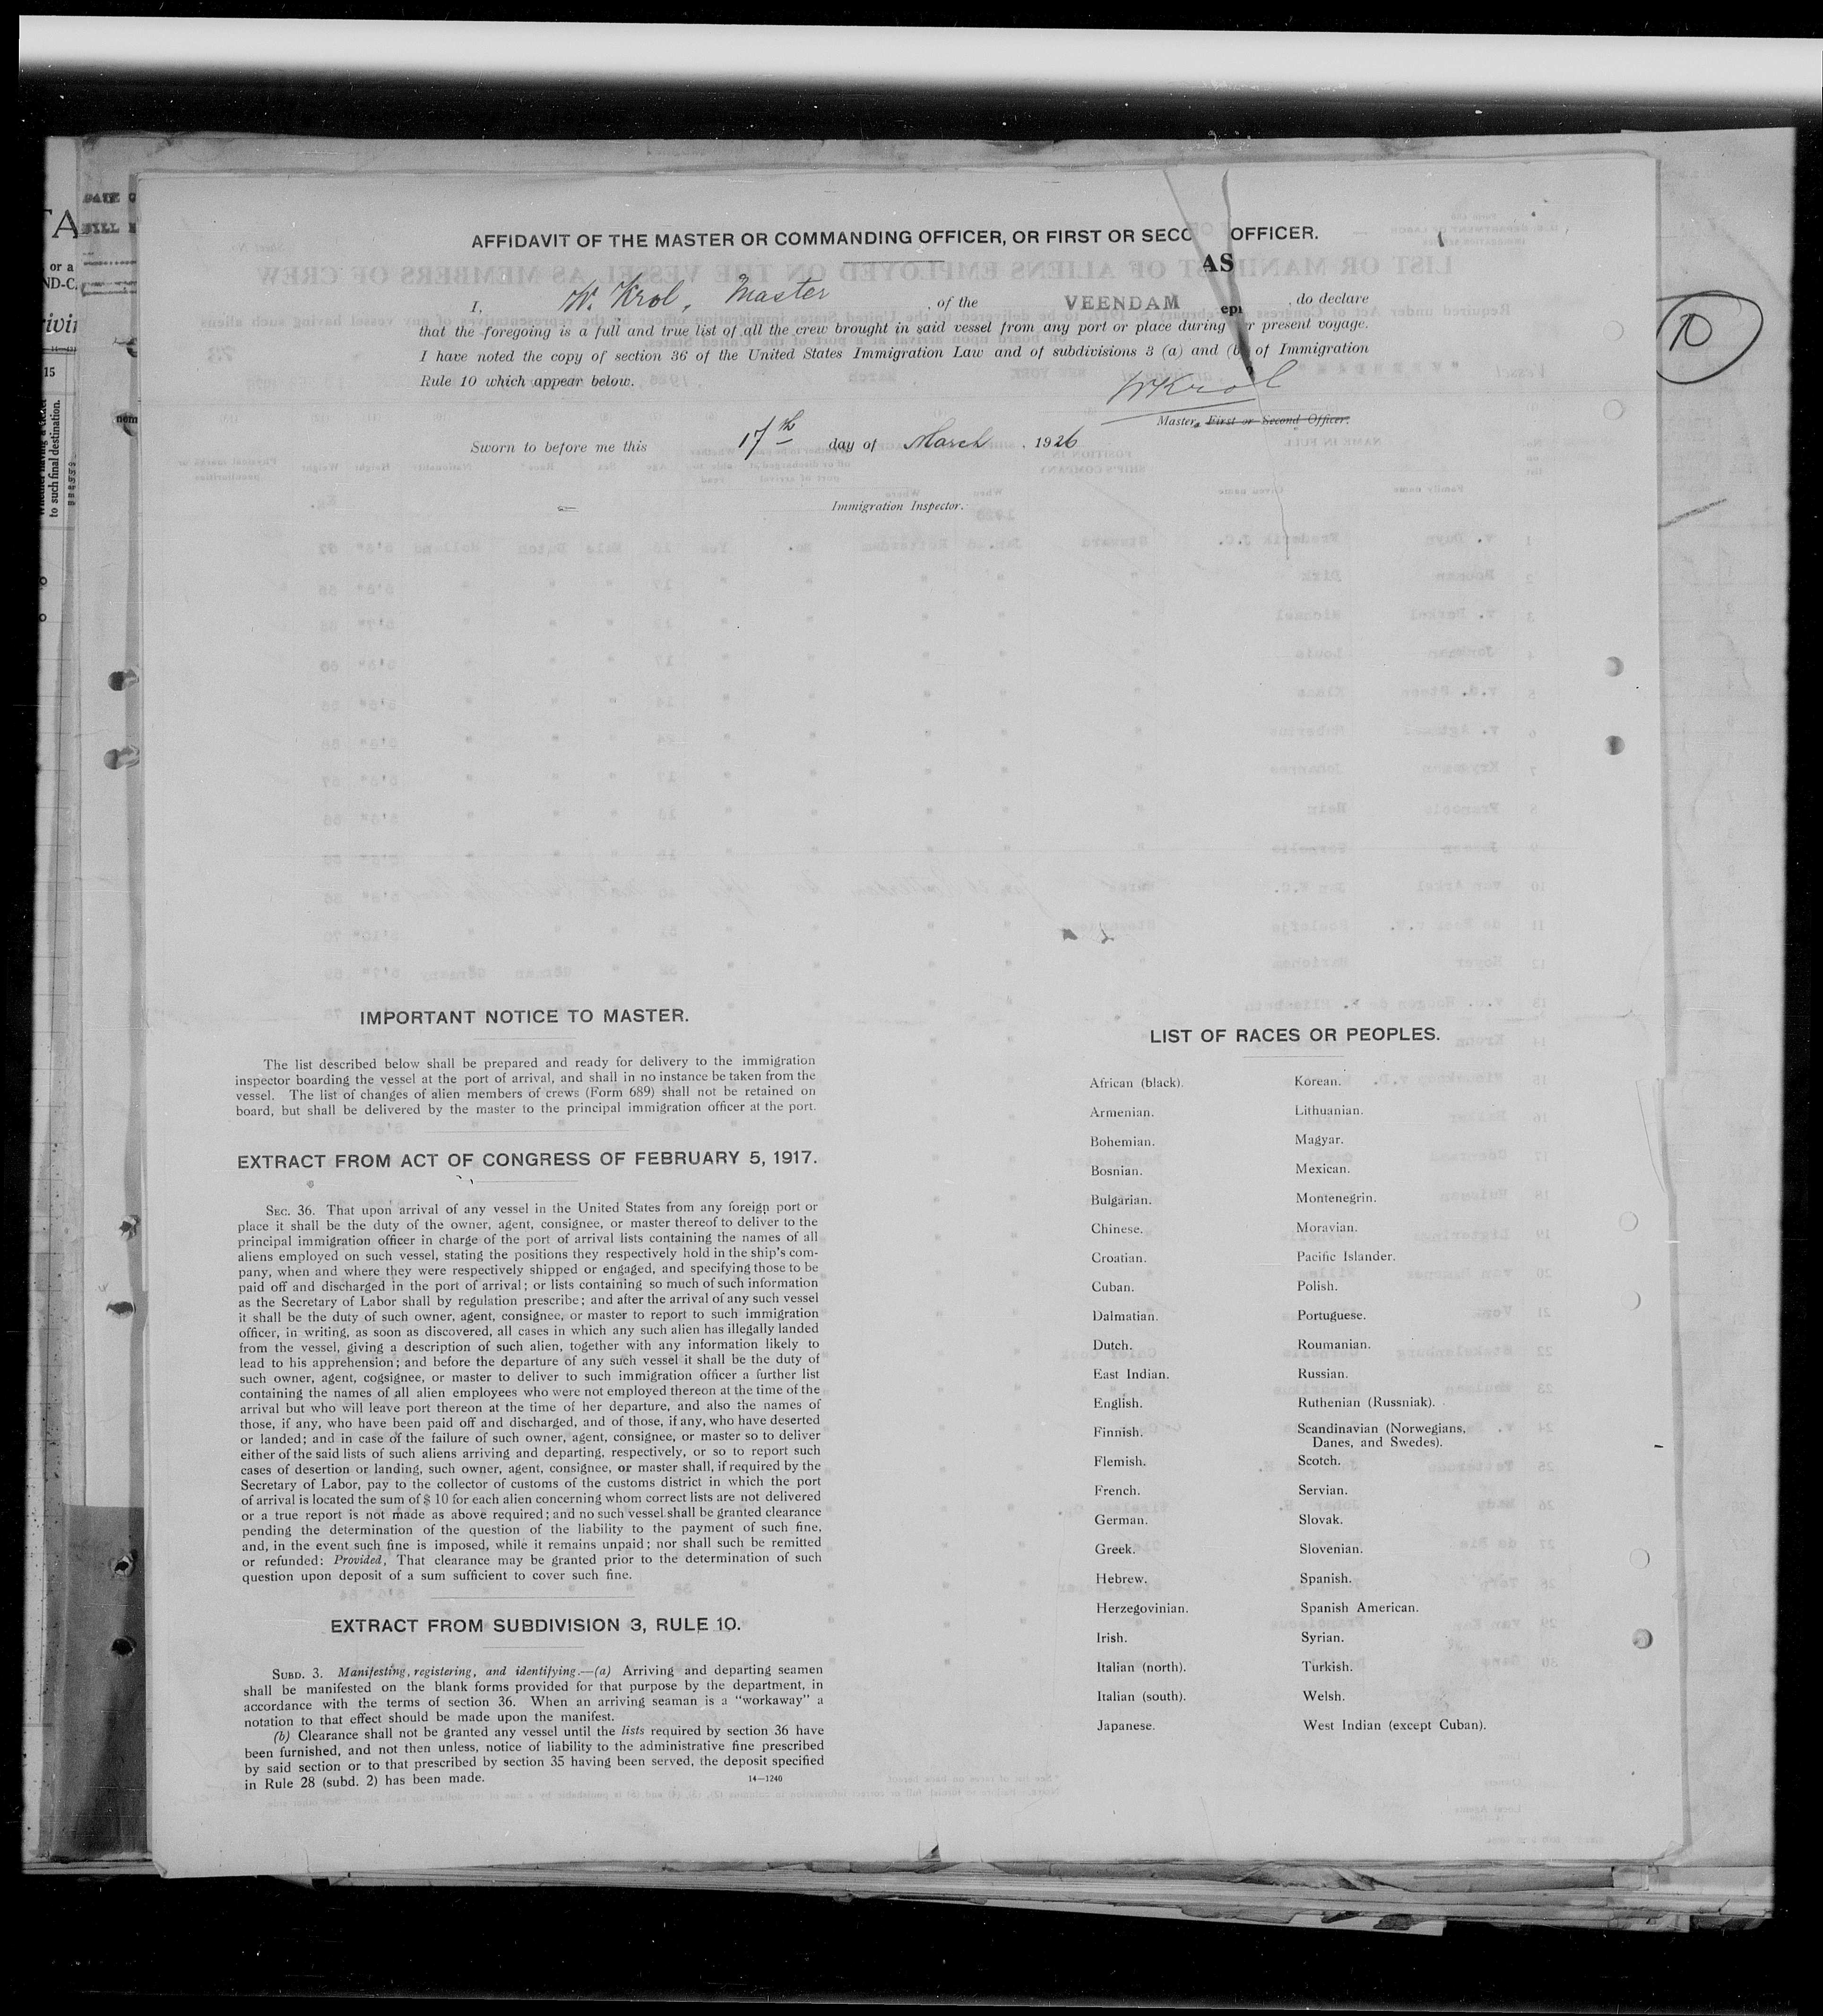 AFFIDAVIT OF THE MASTER OR COMMANDING OFFICER, OR FIRST OR SECO OFFICER.
AS
I, W. Krol, Master , of the VEENDAM , do declare
that the foregoing is a full and true list of all the crew brought in said vessel from any port or place during r present voyage.
I have noted the copy of section 36 of the United States Immigration Law and of subdivisions 3 (a) and (b of Immigration
Rule 10 which appear below.
WKrol
Master, First or Second Officer.
Sworn to before me this 17th day of March , 1926
Immigration Inspector.
10
IMPORTANT NOTICE TO MASTER.
The list described below shall be prepared and ready for delivery to the immigration
inspector boarding the vessel at the port of arrival, and shall in no instance be taken from the
vessel. The list of changes of alien members of crews (Form 689) shall not be retained on
board, but shall be delivered by the master to the principal immigration officer at the port.
EXTRACT FROM ACT OF CONGRESS OF FEBRUARY 5, 1917.
SEC. 36. That upon arrival of any vessel in the United States from any foreign port or
place it shall be the duty of the owner, agent, consignee, or master thereof to deliver to the
principal immigration officer in charge of the port of arrival lists containing the names of all
aliens employed on such vessel, stating the positions they respectively hold in the ship's com-
pany, when and where they were respectively shipped or engaged, and specifying those to be
paid off and discharged in the port of arrival; or lists containing so much of such information
as the Secretary of Labor shall by regulation prescribe; and after the arrival of any such vessel
it shall be the duty of such owner, agent, consignee, or master to report to such immigration
officer, in writing, as soon as discovered, all cases in which any such alien has illegally landed
from the vessel, giving a description of such alien, together with any information likely to
lead to his apprehension; and before the departure of any such vessel it shall be the duty of
such owner, agent, cogsignee, or master to deliver to such immigration officer a further list
containing the names of all alien employees who were not employed thereon at the time of the
arrival but who will leave port thereon at the time of her departure, and also the names of
those, if any, who have been paid off and discharged, and of those, if any, who have deserted
or landed; and in case of the failure of such owner, agent, consignee, or master so to deliver
either of the said lists of such aliens arriving and departing, respectively, or so to report such
cases of desertion or landing, such owner, agent, consignee, or master shall, if required by the
Secretary of Labor, pay to the collector of customs of the customs district in which the port
of arrival is located the sum of $ 10 for each alien concerning whom correct lists are not delivered
or a true report is not made as above required; and no such vessel shall be granted clearance
pending the determination of the question of the liability to the payment of such fine,
and, in the event such fine is imposed, while it remains unpaid; nor shall such be remitted
or refunded: Provided, That clearance may be granted prior to the determination of such
question upon deposit of a sum sufficient to cover such fine.
EXTRACT FROM SUBDIVISION 3, RULE 10.
SUBD. 3. Manifesting, registering, and identifying.—(a) Arriving and departing seamen
shall be manifested on the blank forms provided for that purpose by the department, in
accordance with the terms of section 36. When an arriving seaman is a "workaway" a
notation to that effect should be made upon the manifest.
(b) Clearance shall not be granted any vessel until the lists required by section 36 have
been furnished, and not then unless, notice of liability to the administrative fine prescribed
by said section or to that prescribed by section 35 having been served, the deposit specified
in Rule 28 (subd. 2) has been made.
14—1240
LIST OF RACES OR PEOPLES.
African (black).
Armenian.
Bohemian.
Bosnian.
Bulgarian.
Chinese.
Croatian.
Cuban.
Dalmatian.
Dutch.
East Indian.
English.
Finnish.
Flemish.
French.
German.
Greek.
Hebrew.
Herzegovinian.
Irish.
Italian (north).
Italian (south).
Japanese.
Korean.
Lithuanian.
Magyar.
Mexican.
Montenegrin.
Moravian.
Pacific Islander.
Polish.
Portuguese.
Roumanian.
Russian.
Ruthenian (Russniak).
Scandinavian (Norwegians,
Danes, and Swedes).
Scotch.
Servian.
Slovak.
Slovenian.
Spanish.
Spanish American.
Syrian.
Turkish.
Welsh.
West Indian (except Cuban).